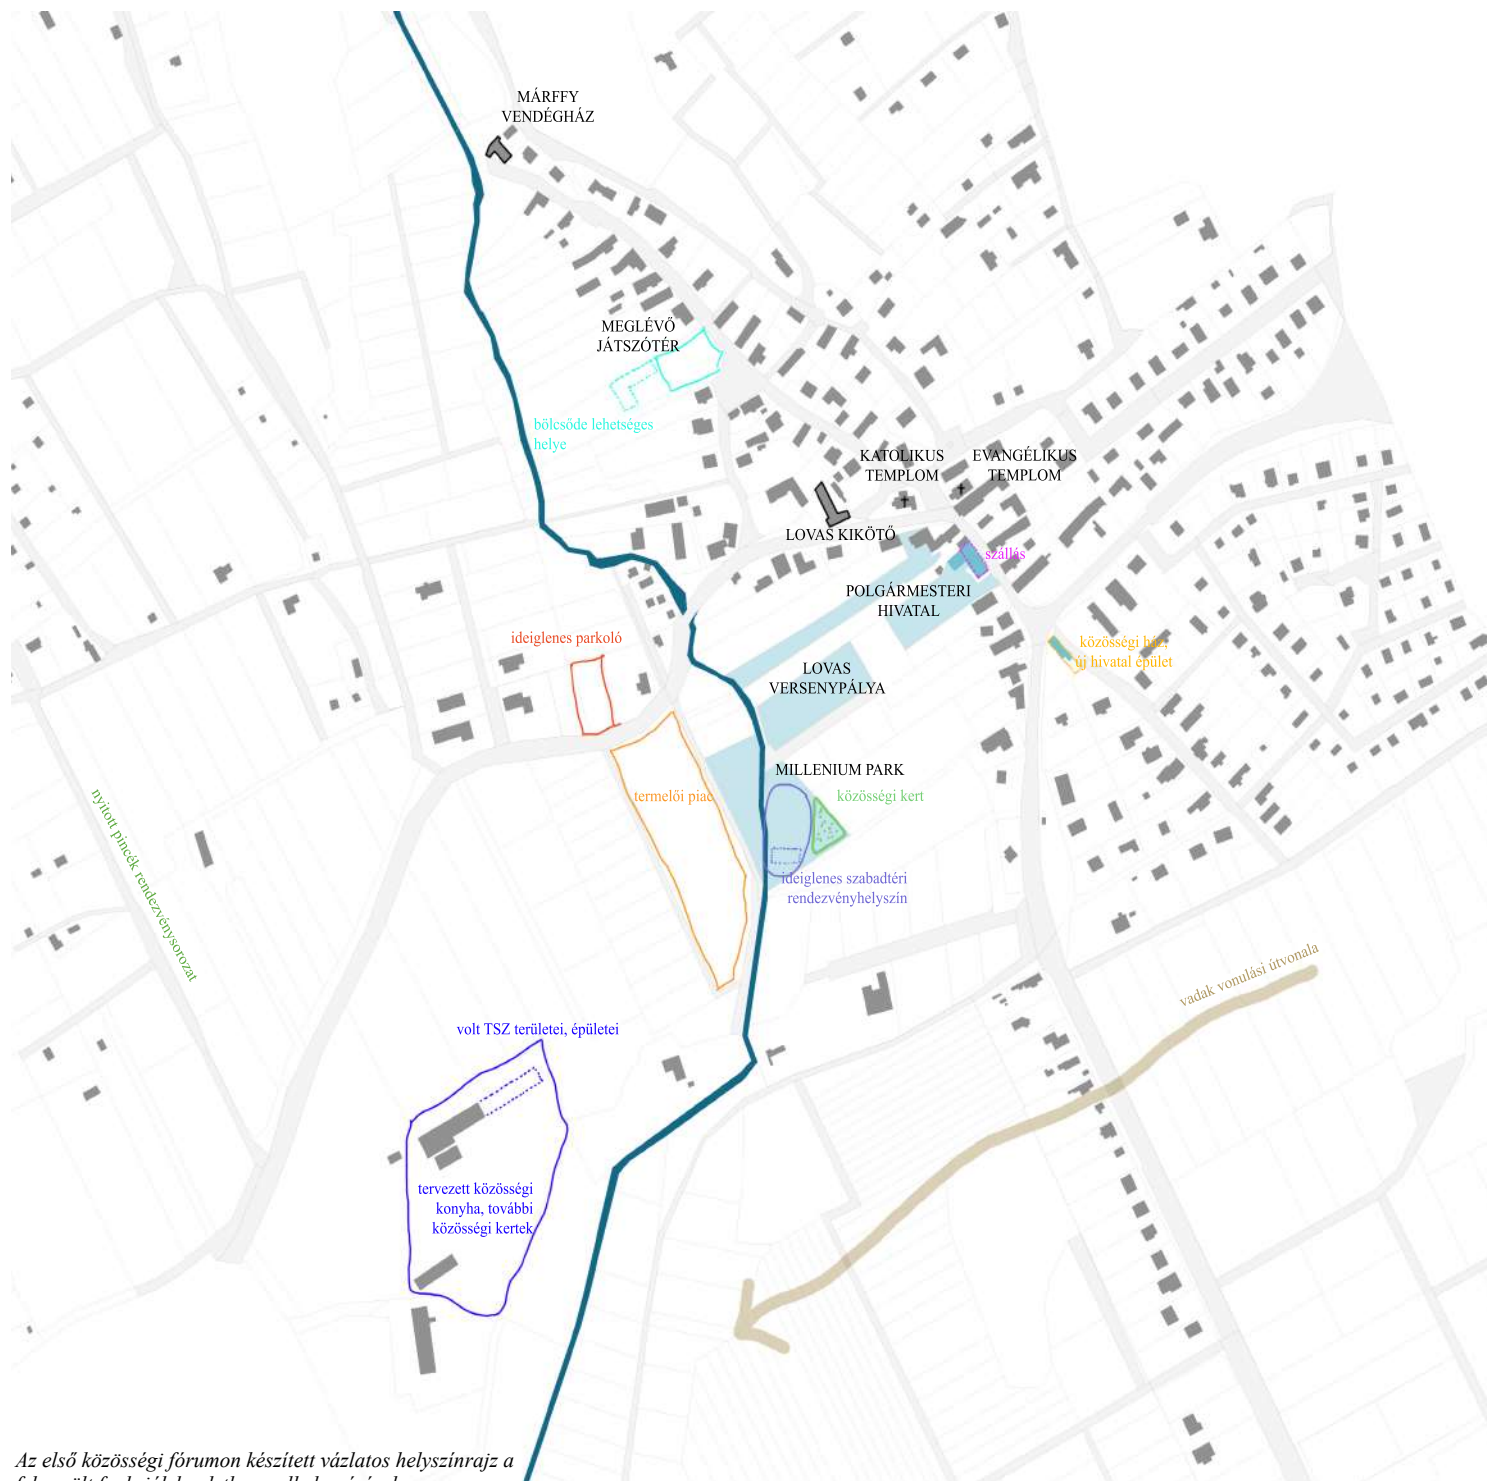 MÁRFFY
VENDÉGHÁZ
MEGLÉVŐ
JÁTSZÓTÉR
bölcsőde lehetséges
helye
KATOLIKUS
TEMPLOM
EVANGÉLIKUS
TEMPLOM
LOVAS KIKÖTŐ
szállás
POLGÁRMESTERI
HIVATAL
ideiglenes parkoló
közösségi ház,
új hivatal épület
LOVAS
VERSENYPÁLYA
MILLENIUM PARK
termelői piac
közösségi kert
nyitott pincék rendezvénysorozat
ideiglenes szabadtéri
rendezvényhelyszín
vadak vonulási útvonala
volt TSZ területei, épületei
tervezett közösségi
konyha, további
közösségi kertek
Az első közösségi fórumon készített vázlatos helyszínrajz a